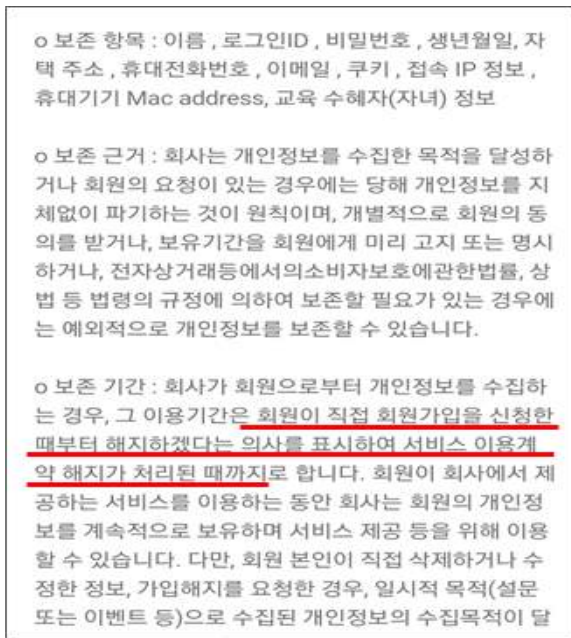 o 보존 항목 : 이름 , 로그인ID , 비밀번호 , 생년월일, 자
택 주소 , 휴대전화번호 , 이메일 , 쿠키 , 접속 IP 정보 ,
휴대기기 Mac address, 교육 수혜자(자녀) 정보
o 보존 근거 : 회사는 개인정보를 수집한 목적을 달성하
거나 회원의 요청이 있는 경우에는 당해 개인정보를 지
체없이 파기하는 것이 원칙이며, 개별적으로 회원의 동
의를 받거나, 보유기간을 회원에게 미리 고지 또는 명시
하거나, 전자상거래등에서의소비자보호에관한법률, 상
법 등 법령의 규정에 의하여 보존할 필요가 있는 경우에
는 예외적으로 개인정보를 보존할 수 있습니다.
o 보존 기간 : 회사가 회원으로부터 개인정보를 수집하
는 경우, 그 이용기간은 회원이 직접 회원가입을 신청한
때부터 해지하겠다는 의사를 표시하여 서비스 이용계
약 해지가 처리된 때까지로 합니다. 회원이 회사에서 제
공하는 서비스를 이용하는 동안 회사는 회원의 개인정
보를 계속적으로 보유하며 서비스 제공 등을 위해 이용
할 수 있습니다. 다만, 회원 본인이 직접 삭제하거나 수
정한 정보, 가입해지를 요청한 경우, 일시적 목적(설문
또는 이벤트 등)으로 수집된 개인정보의 수집목적이 달